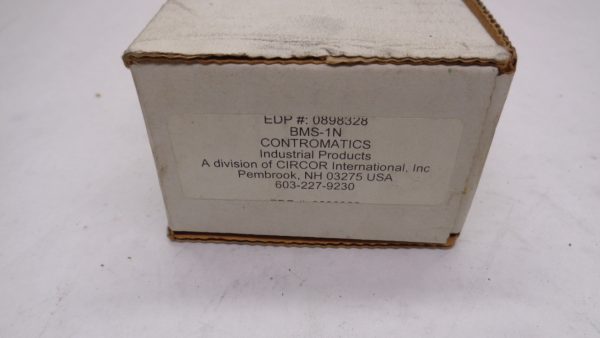 EDP #: 0898328
BMS-1N
CONTROMATICS
Industrial Products
A division of CIRCOR International, Inc
Pembrook, NH 03275 USA
603-227-9230